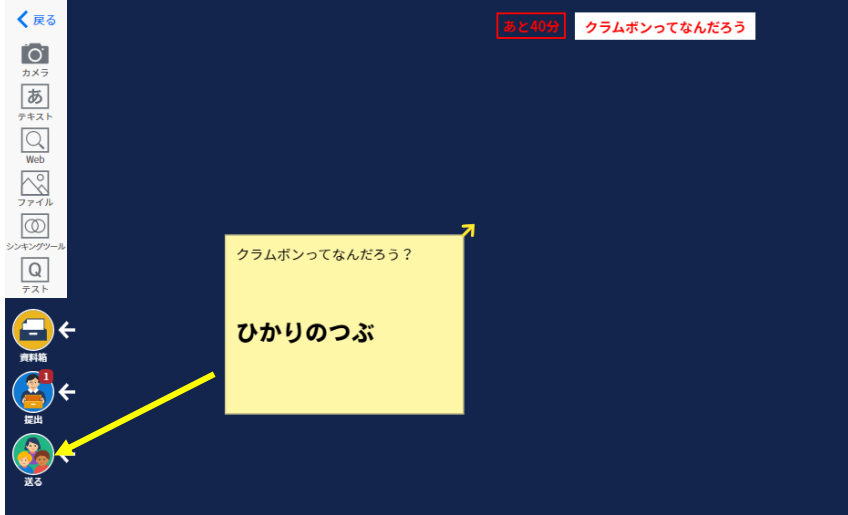 戻る
カメラ
あ
テキスト
Web
ファイル
シンキングツール
Q
テスト
資料箱
1
提出
送る
あと40分
クラムボンってなんだろう
クラムボンってなんだろう？
ひかりのつぶ